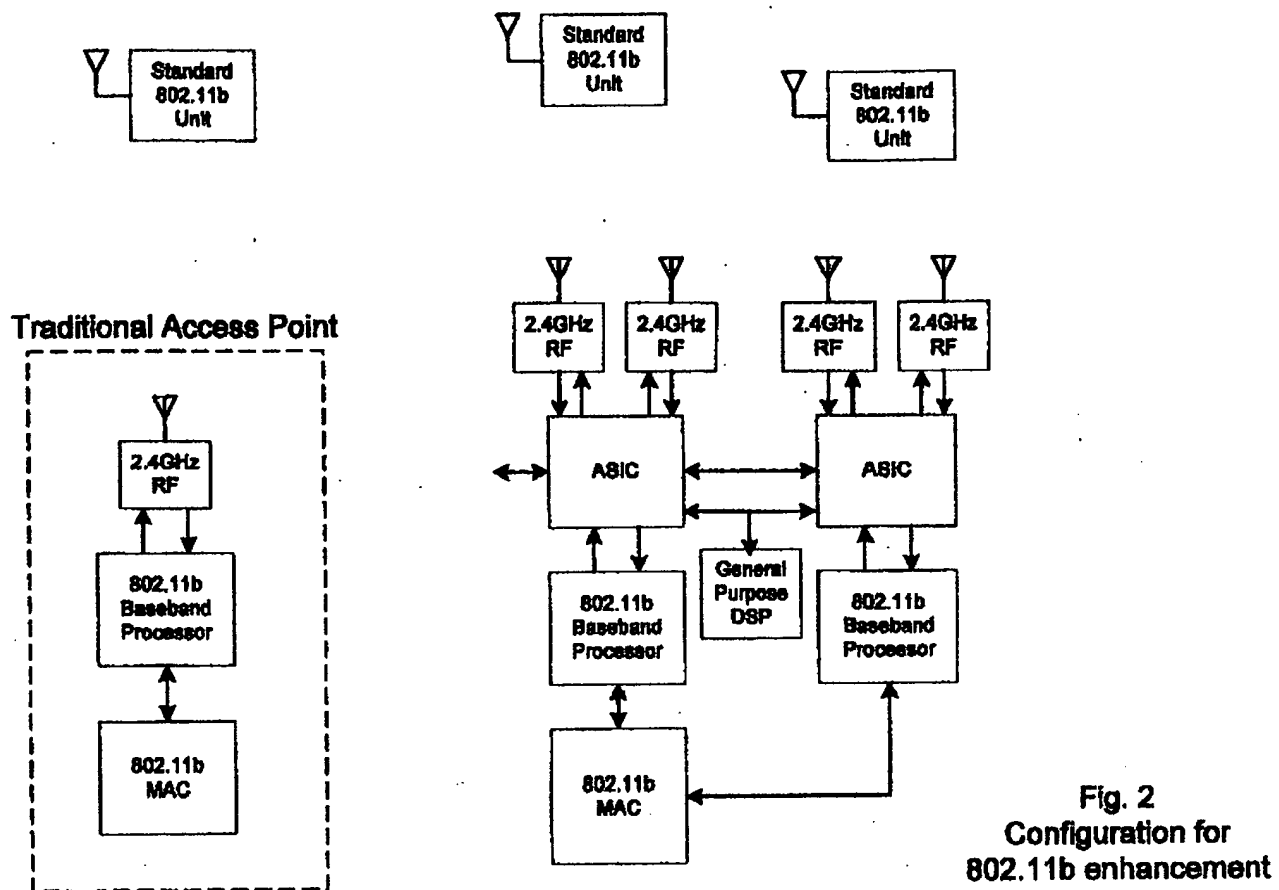 Standard
802.11b
Unit
Standard
802.11b
Unit
Standard
802.11b
Unit
Traditional Access Point
2.4GHz
RF
802.11b
Baseband
Processor
802.11b
MAC
2.4GHz
RF
2.4GHz
RF
2.4GHz
RF
2.4GHz
RF
ASIC
ASIC
802.11b
Baseband
Processor
General
Purpose
DSP
802.11b
Baseband
Processor
802.11b
MAC
Fig. 2
Configuration for
802.11b enhancement